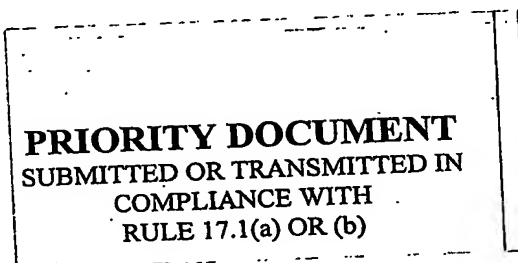 PRIORITY DOCUMENT
SUBMITTED OR TRANSMITTED IN
COMPLIANCE WITH
RULE 17.1(a) OR (b)